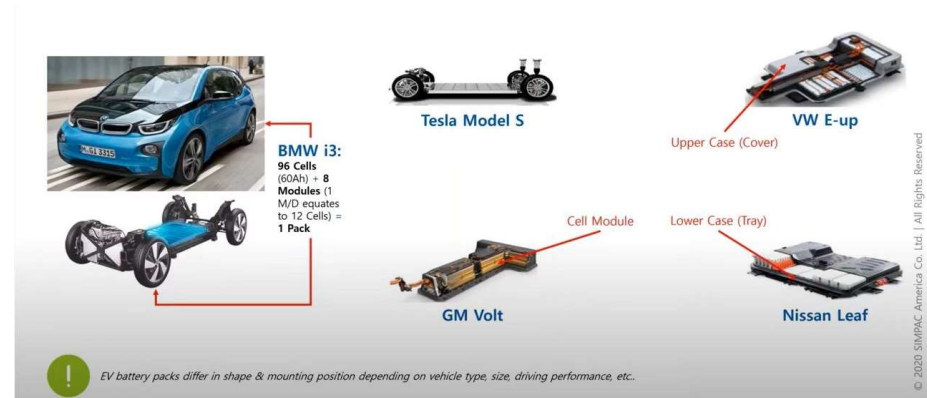 Tesla Model S
VW E-up
Upper Case (Cover)
BMW i3:
96 Cells
(60Ah) + 8
Modules (1
M/D equates
to 12 Cells) =
1 Pack
Cell Module
Lower Case (Tray)
GM Volt
Nissan Leaf
EV battery packs differ in shape & mounting position depending on vehicle type, size, driving performance, etc..
© 2020 SIMPAC America Co. Ltd. | All Rights Reserved